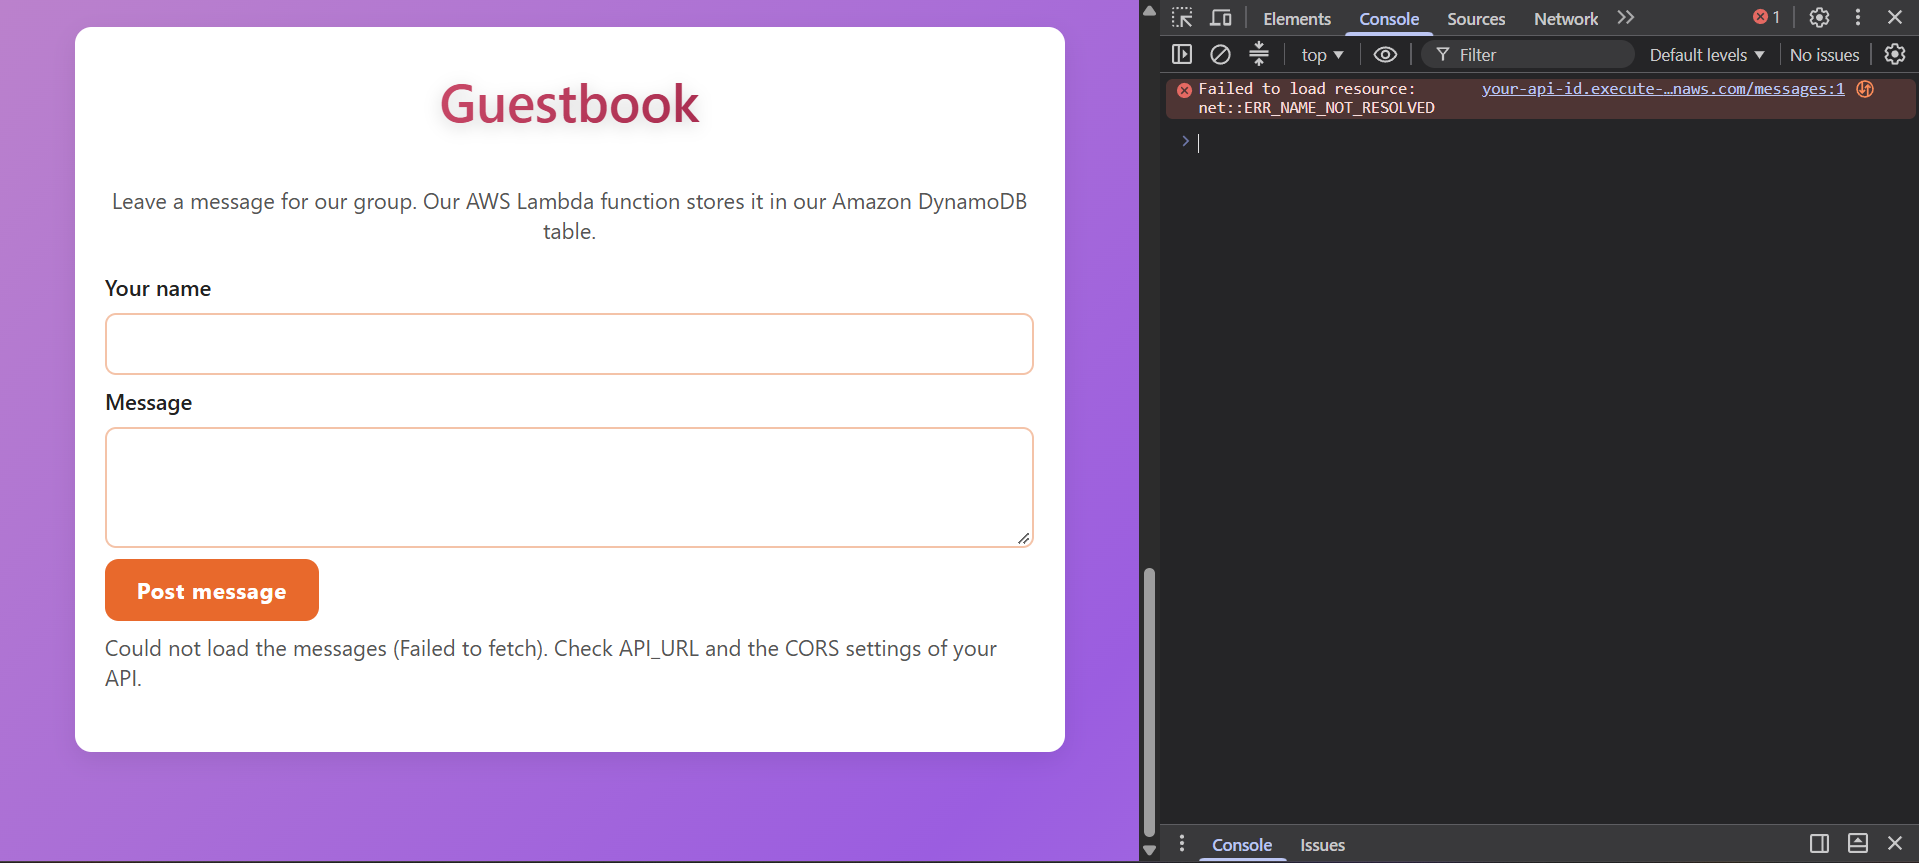 Guestbook
Leave a message for our group. Our AWS Lambda function stores it in our Amazon DynamoDB
table.
Your name
Message
Post message
Could not load the messages (Failed to fetch). Check API_URL and the CORS settings of your
API.
Elements Console Sources Network 1
top Filter Default levels No issues
Failed to load resource: your-api-id.execute-…naws.com/messages:1
net::ERR_NAME_NOT_RESOLVED
Console Issues